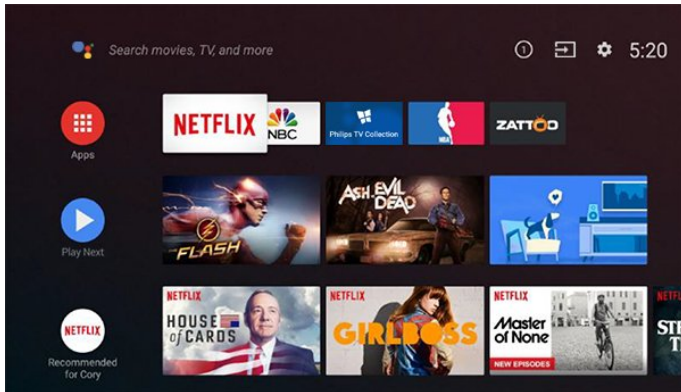 Search movies, TV, and more
1
5:20
Apps
NETFLIX
NBC
Philips TV Collection
NBA
ZATTOO
Play Next
FLASH
ASH VS EVIL DEAD
NETFLIX
Recommended
for Cory
NETFLIX
HOUSE
of CARDS
NETFLIX
GIRLBOSS
NETFLIX
Master
of None
NEW EPISODES